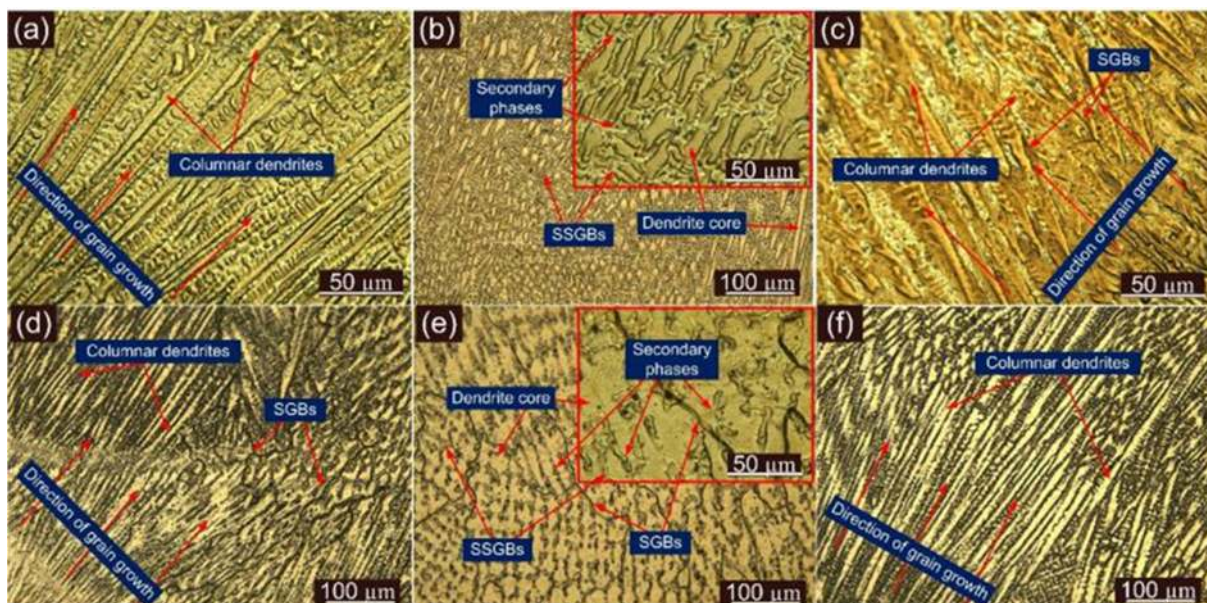 (a)
Columnar dendrites
Direction of grain growth
50 µm
(b)
Secondary
phases
50 µm
SSGBs
Dendrite core
100 µm
(c)
SGBs
Columnar dendrites
Direction of grain growth
50 µm
(d)
Columnar dendrites
SGBs
Direction of grain growth
100 µm
(e)
Secondary
phases
Dendrite core
50 µm
SSGBs
SGBs
100 µm
(f)
Columnar dendrites
Direction of grain growth
100 µm